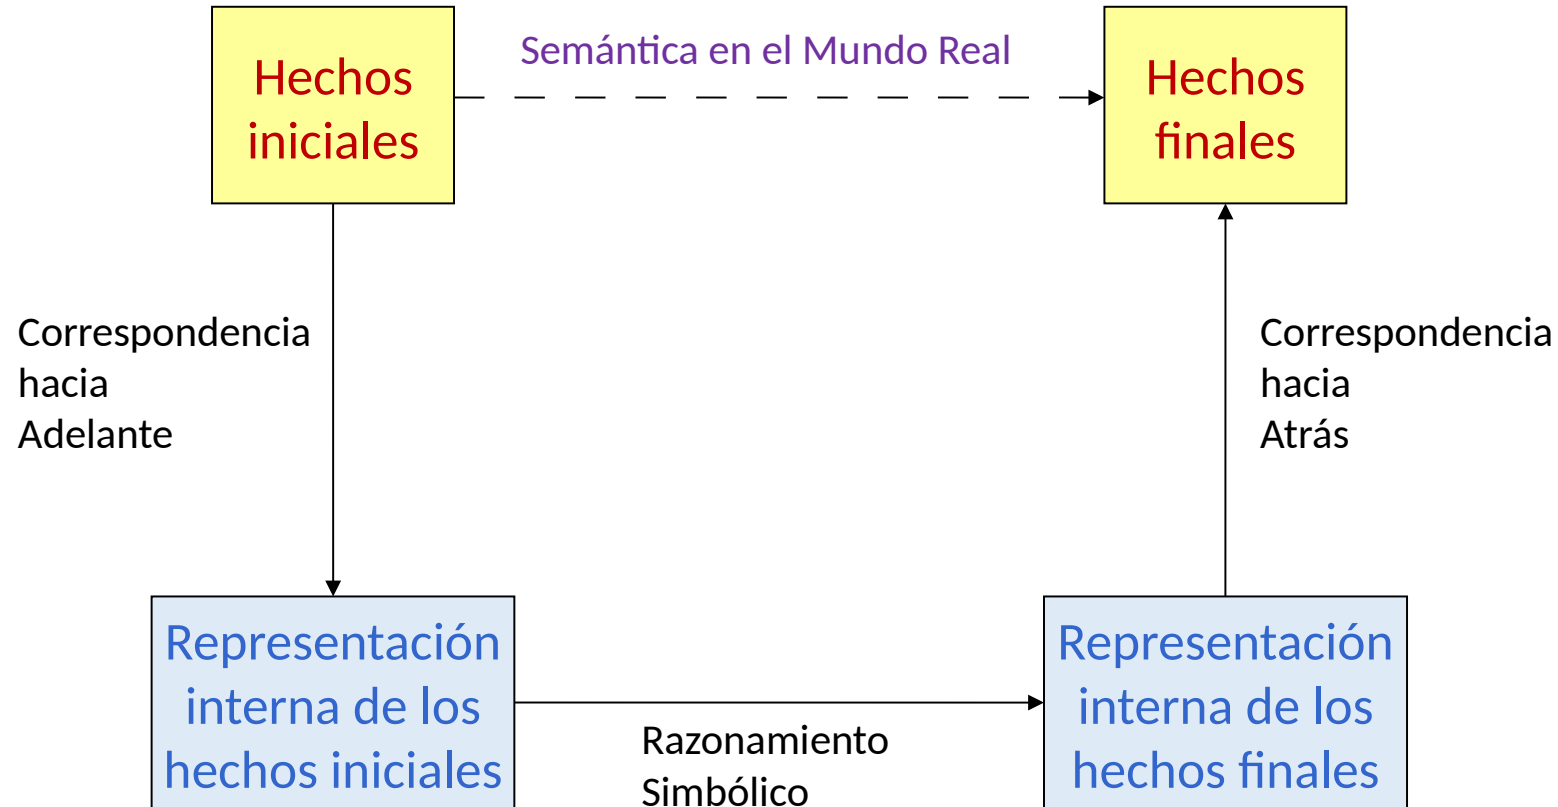 Hechos
iniciales
Semántica en el Mundo Real
Hechos
finales
Correspondencia
hacia
Adelante
Correspondencia
hacia
Atrás
Representación
interna de los
hechos iniciales
Razonamiento
Simbólico
Representación
interna de los
hechos finales